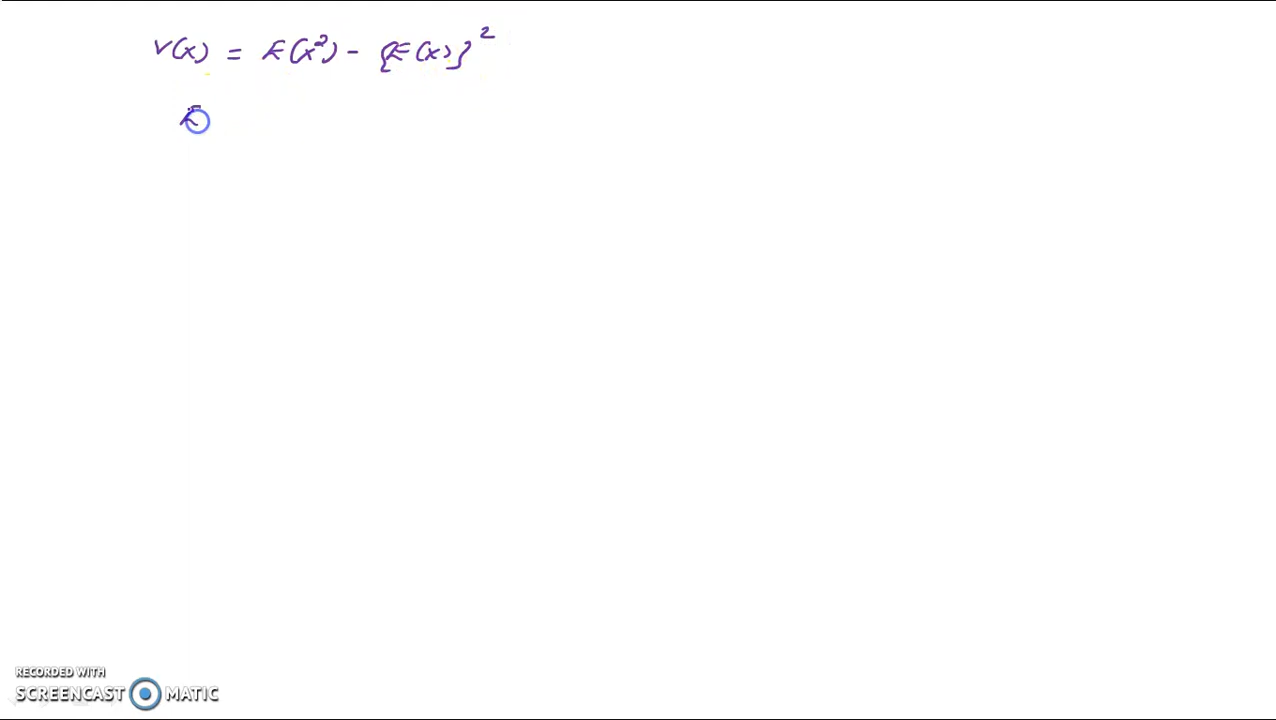 V(x) = E(x²) - {E(x)}²
E
RECORDED WITH
SCREENCAST MATIC